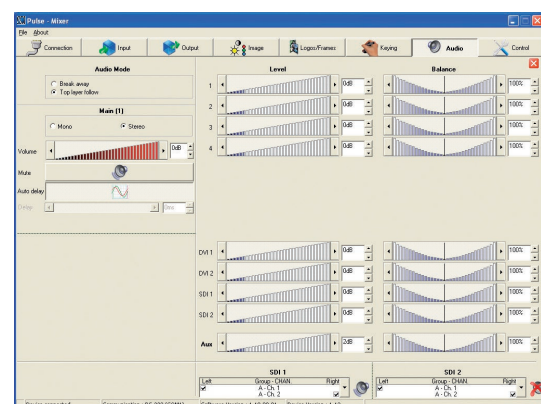 Pulse - Mixer
File About
Connection Input Output Image Logos/Frames Keying Audio Control
Audio Mode
Break away
Top layer follow
Main (1)
Mono Stereo
Volume 0dB
Mute
Auto delay
Delay 0ms
Level Balance
1 0dB 100%
2 0dB 100%
3 0dB 100%
4 0dB 100%
DVI 1 0dB 100%
DVI 2 0dB 100%
SDI 1 0dB 100%
SDI 2 0dB 100%
Aux 2dB 100%
SDI 1
Left Group - CHAN. Right
A - Ch. 1
A - Ch. 2
SDI 2
Left Group - CHAN. Right
A - Ch. 1
A - Ch. 2